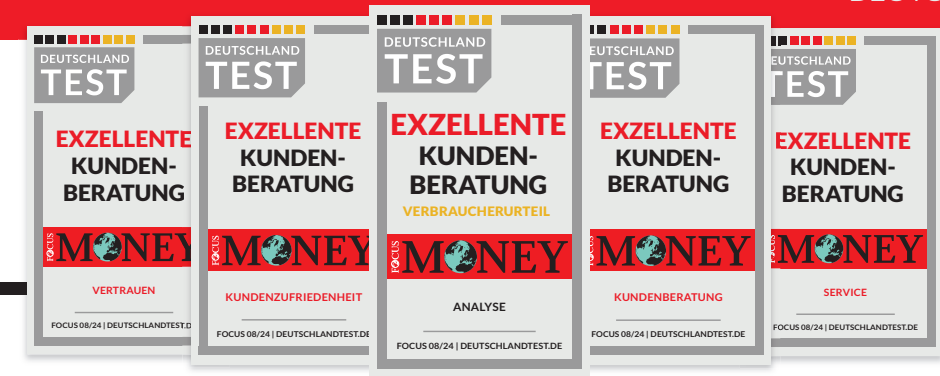 DEUTSCHLAND
TEST
EXZELLENTE
KUNDEN-
BERATUNG
FOCUS MONEY
VERTRAUEN
FOCUS 08/24 | DEUTSCHLANDTEST.D
DEUTSCHLAND
TEST
EXZELLENTE
KUNDEN-
BERATUNG
FOCUS MONEY
KUNDENZUFRIEDENHEIT
FOCUS 08/24 | DEUTSCHLANDTEST.DE
DEUTSCHLAND
TEST
EXZELLENTE
KUNDEN-
BERATUNG
VERBRAUCHERURTEIL
FOCUS MONEY
ANALYSE
FOCUS 08/24 | DEUTSCHLANDTEST.DE
DEUTSCHLAND
TEST
EXZELLENTE
KUNDEN-
BERATUNG
FOCUS MONEY
KUNDENBERATUNG
FOCUS 08/24 | DEUTSCHLANDTEST.DE
EUTSCHLAND
TEST
EXZELLENTE
KUNDEN-
BERATUNG
FOCUS MONEY
SERVICE
FOCUS 08/24 | DEUTSCHLANDTEST.DE